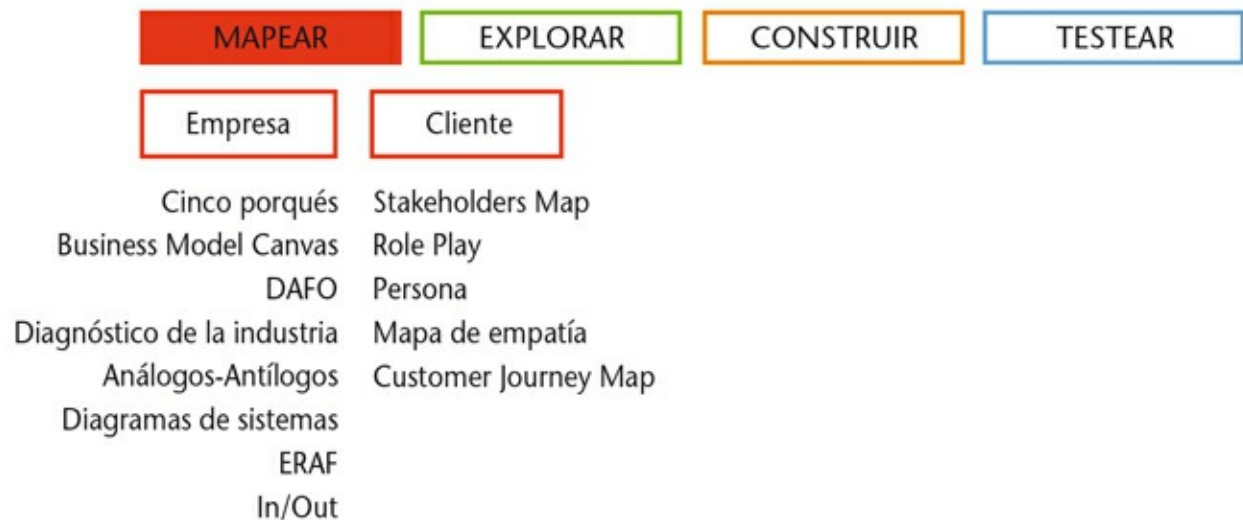 MAPEAR EXPLORAR CONSTRUIR TESTEAR
Empresa Cliente
Cinco porqués Stakeholders Map
Business Model Canvas Role Play
DAFO Persona
Diagnóstico de la industria Mapa de empatía
Análogos-Antílogos Customer Journey Map
Diagramas de sistemas
ERAF
In/Out